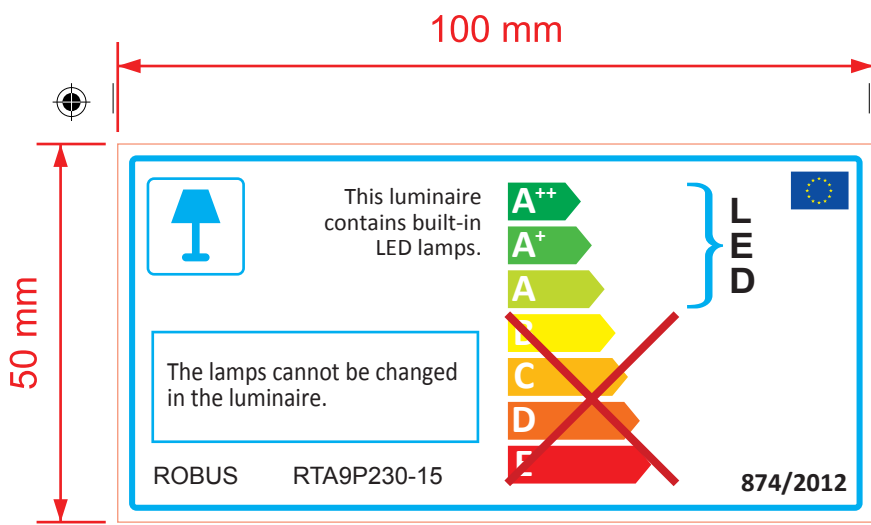 100 mm
50 mm
This luminaire
contains built-in
LED lamps.
A++
A+
A
B
C
D
E
L
E
D
The lamps cannot be changed
in the luminaire.
ROBUS RTA9P230-15
874/2012